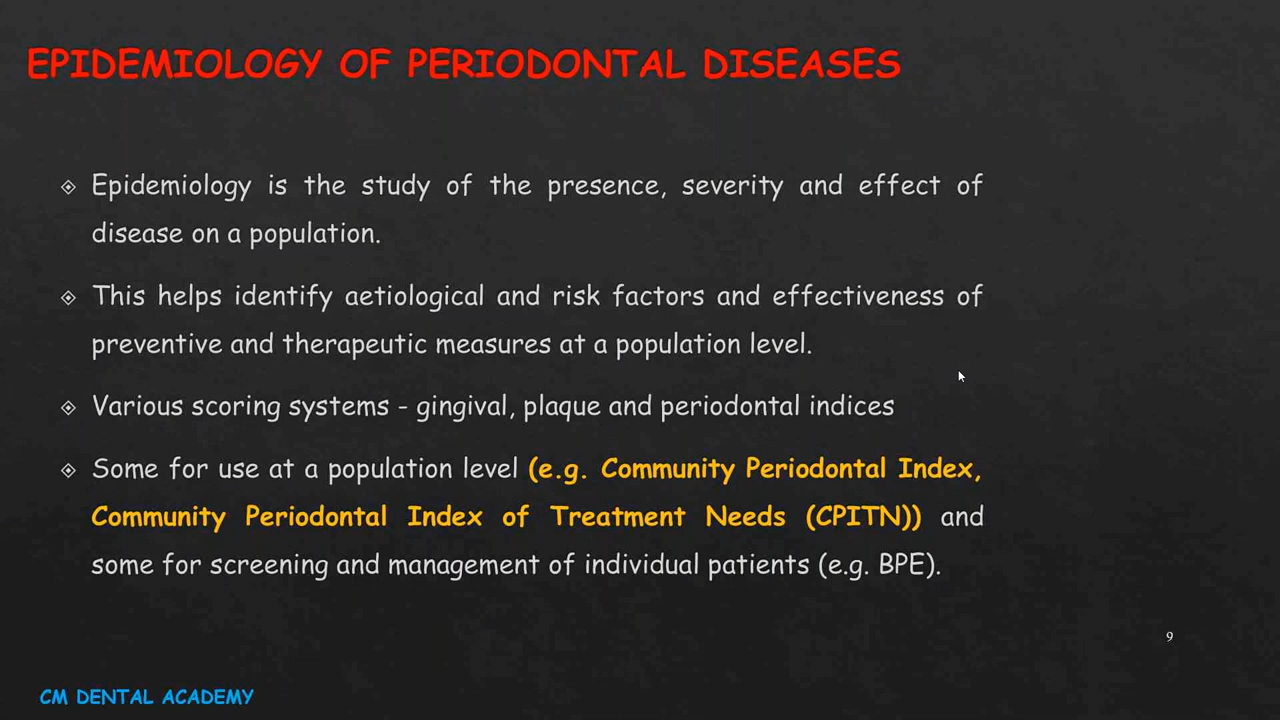 EPIDEMIOLOGY OF PERIODONTAL DISEASES
Epidemiology is the study of the presence, severity and effect of
disease on a population.
This helps identify aetiological and risk factors and effectiveness of
preventive and therapeutic measures at a population level.
Various scoring systems - gingival, plaque and periodontal indices
Some for use at a population level (e.g. Community Periodontal Index,
Community Periodontal Index of Treatment Needs (CPITN)) and
some for screening and management of individual patients (e.g. BPE).
9
CM DENTAL ACADEMY